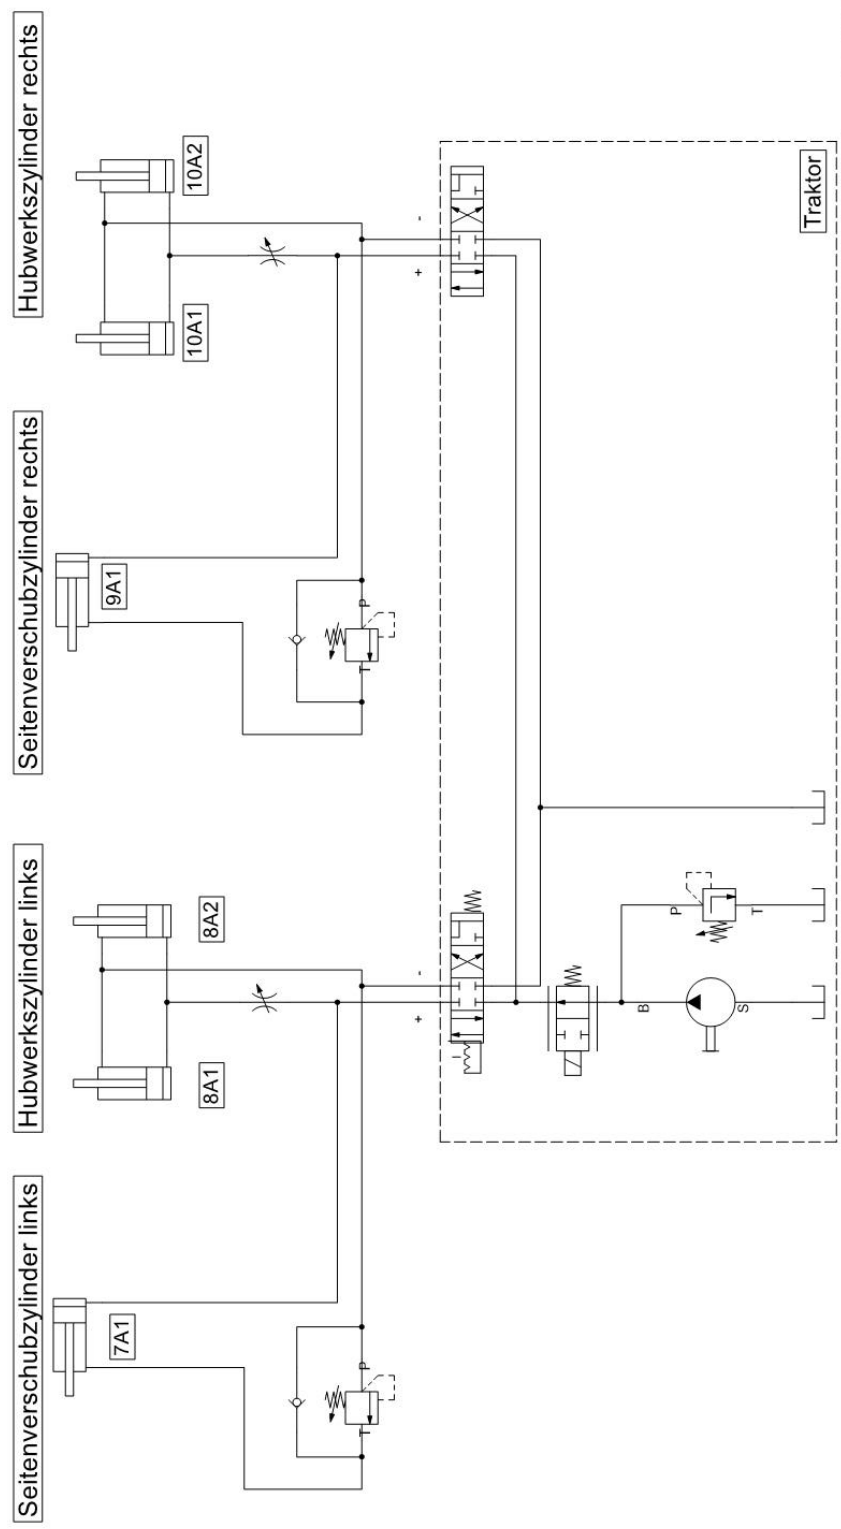 Seitenverschubzylinder links
Hubwerkszylinder links
Seitenverschubzylinder rechts
Hubwerkszylinder rechts
7A1
8A1
8A2
9A1
10A1
10A2
T
P
T
P
+
-
+
-
B
S
P
T
Traktor